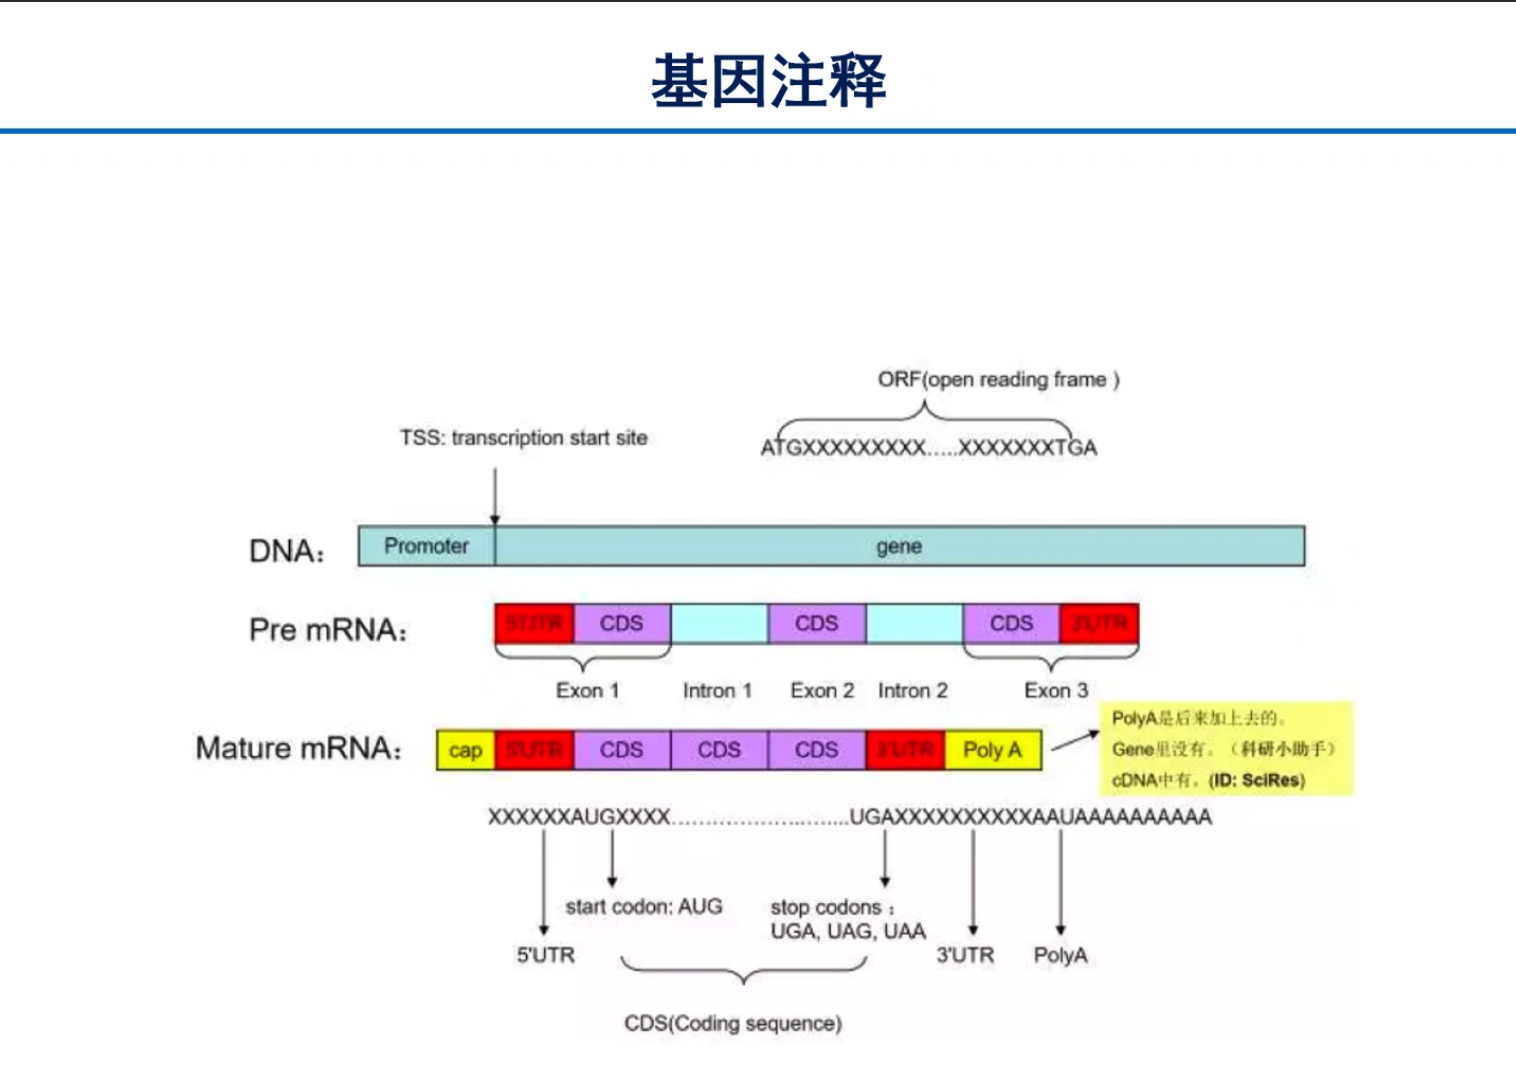 基因注释
ORF(open reading frame )
TSS: transcription start site
ATGXXXXXXXXX.....XXXXXXXTGA
DNA：
Promoter
gene
Pre mRNA：
5'UTR
CDS
CDS
CDS
3'UTR
Exon 1
Intron 1
Exon 2
Intron 2
Exon 3
PolyA是后来加上去的。
Gene里没有。（科研小助手）
cDNA中有。(ID: SciRes)
Mature mRNA：
cap
5'UTR
CDS
CDS
CDS
3'UTR
Poly A
XXXXXXAUGXXXX..............................UGAXXXXXXXXXXAAUAAAAAAAAAA
start codon: AUG
stop codons：
UGA, UAG, UAA
5'UTR
3'UTR
PolyA
CDS(Coding sequence)